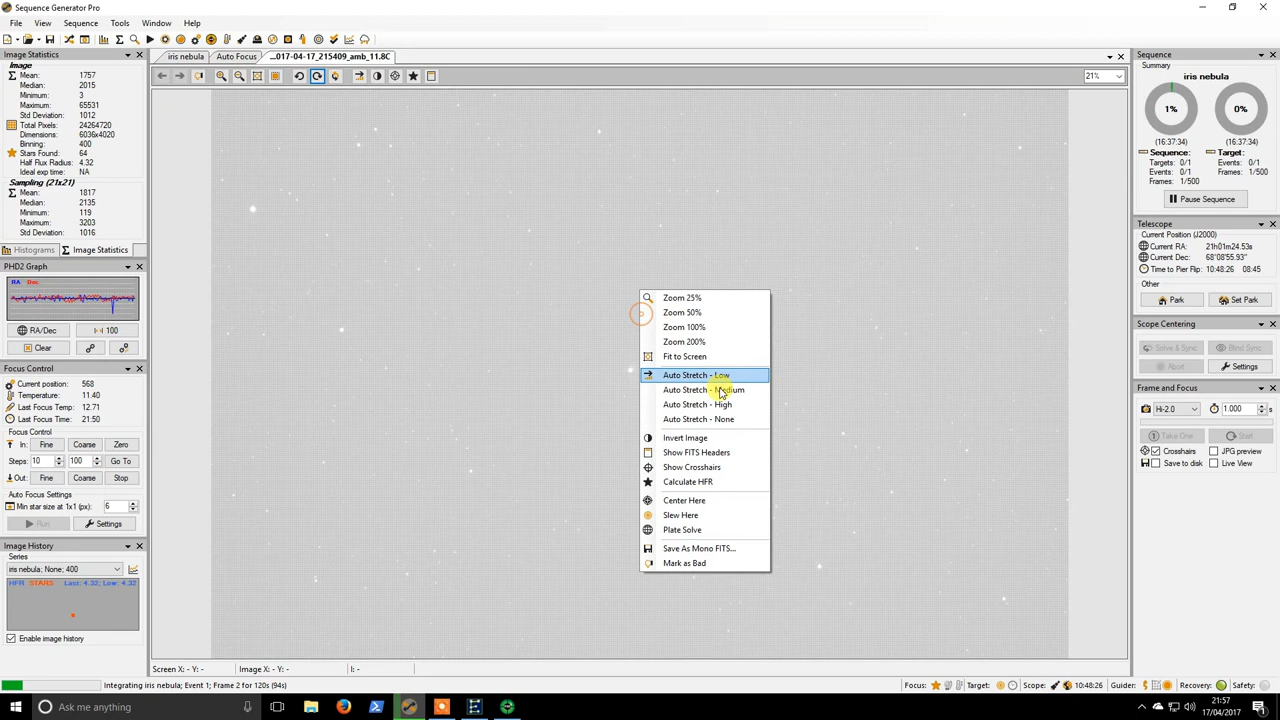 Sequence Generator Pro
File View Sequence Tools Window Help
Image Statistics
Image
Mean: 1757
Median: 2015
Minimum: 3
Maximum: 65531
Std Deviation: 1012
Total Pixels: 24264720
Dimensions: 6036x4020
Binning: 400
Stars Found: 64
Half Flux Radius: 4.32
Ideal exp time: NA
Sampling (21x21)
Mean: 1817
Median: 2135
Minimum: 119
Maximum: 3203
Std Deviation: 1016
Histograms Image Statistics
PHD2 Graph
RA Dec
RA/Dec 100
Clear
Focus Control
Current position: 568
Temperature: 11.40
Last Focus Temp: 12.71
Last Focus Time: 21:50
Focus Control
In: Fine Coarse Zero
Steps: 10 100 Go To
Out: Fine Coarse Stop
Auto Focus Settings
Min star size at 1x1 (px): 6
Run Settings
Image History
Series
iris nebula; None; 400
HFR STARS Last: 4.32; Low: 4.32
Enable image history
iris nebula Auto Focus ...017-04-17_215409_amb_11.8C
21%
Zoom 25%
Zoom 50%
Zoom 100%
Zoom 200%
Fit to Screen
Auto Stretch - Low
Auto Stretch - Medium
Auto Stretch - High
Auto Stretch - None
Invert Image
Show FITS Headers
Show Crosshairs
Calculate HFR
Center Here
Slew Here
Plate Solve
Save As Mono FITS...
Mark as Bad
Screen X: - Y: - Image X: - Y: - I: -
Sequence
Summary
iris nebula
1% 0%
(16:37:34) (16:37:34)
Sequence: Target:
Targets: 0/1 Events: 0/1
Events: 0/1 Frames: 1/500
Frames: 1/500
Pause Sequence
Telescope
Current Position (J2000)
Current RA: 21h01m24.53s
Current Dec: 68°08'55.93"
Time to Pier Flip: 10:48:26 08:45
Other
Park Set Park
Scope Centering
Solve & Sync Blind Sync
Abort Settings
Frame and Focus
Hi-2.0 1.000 s
Take One Start
Crosshairs JPG preview
Save to disk Live View
Integrating iris nebula; Event 1; Frame 2 for 120s (94s) Focus: Target: Scope: 10:48:26 Guider: Recovery: Safety:
Ask me anything
21:57
17/04/2017
1